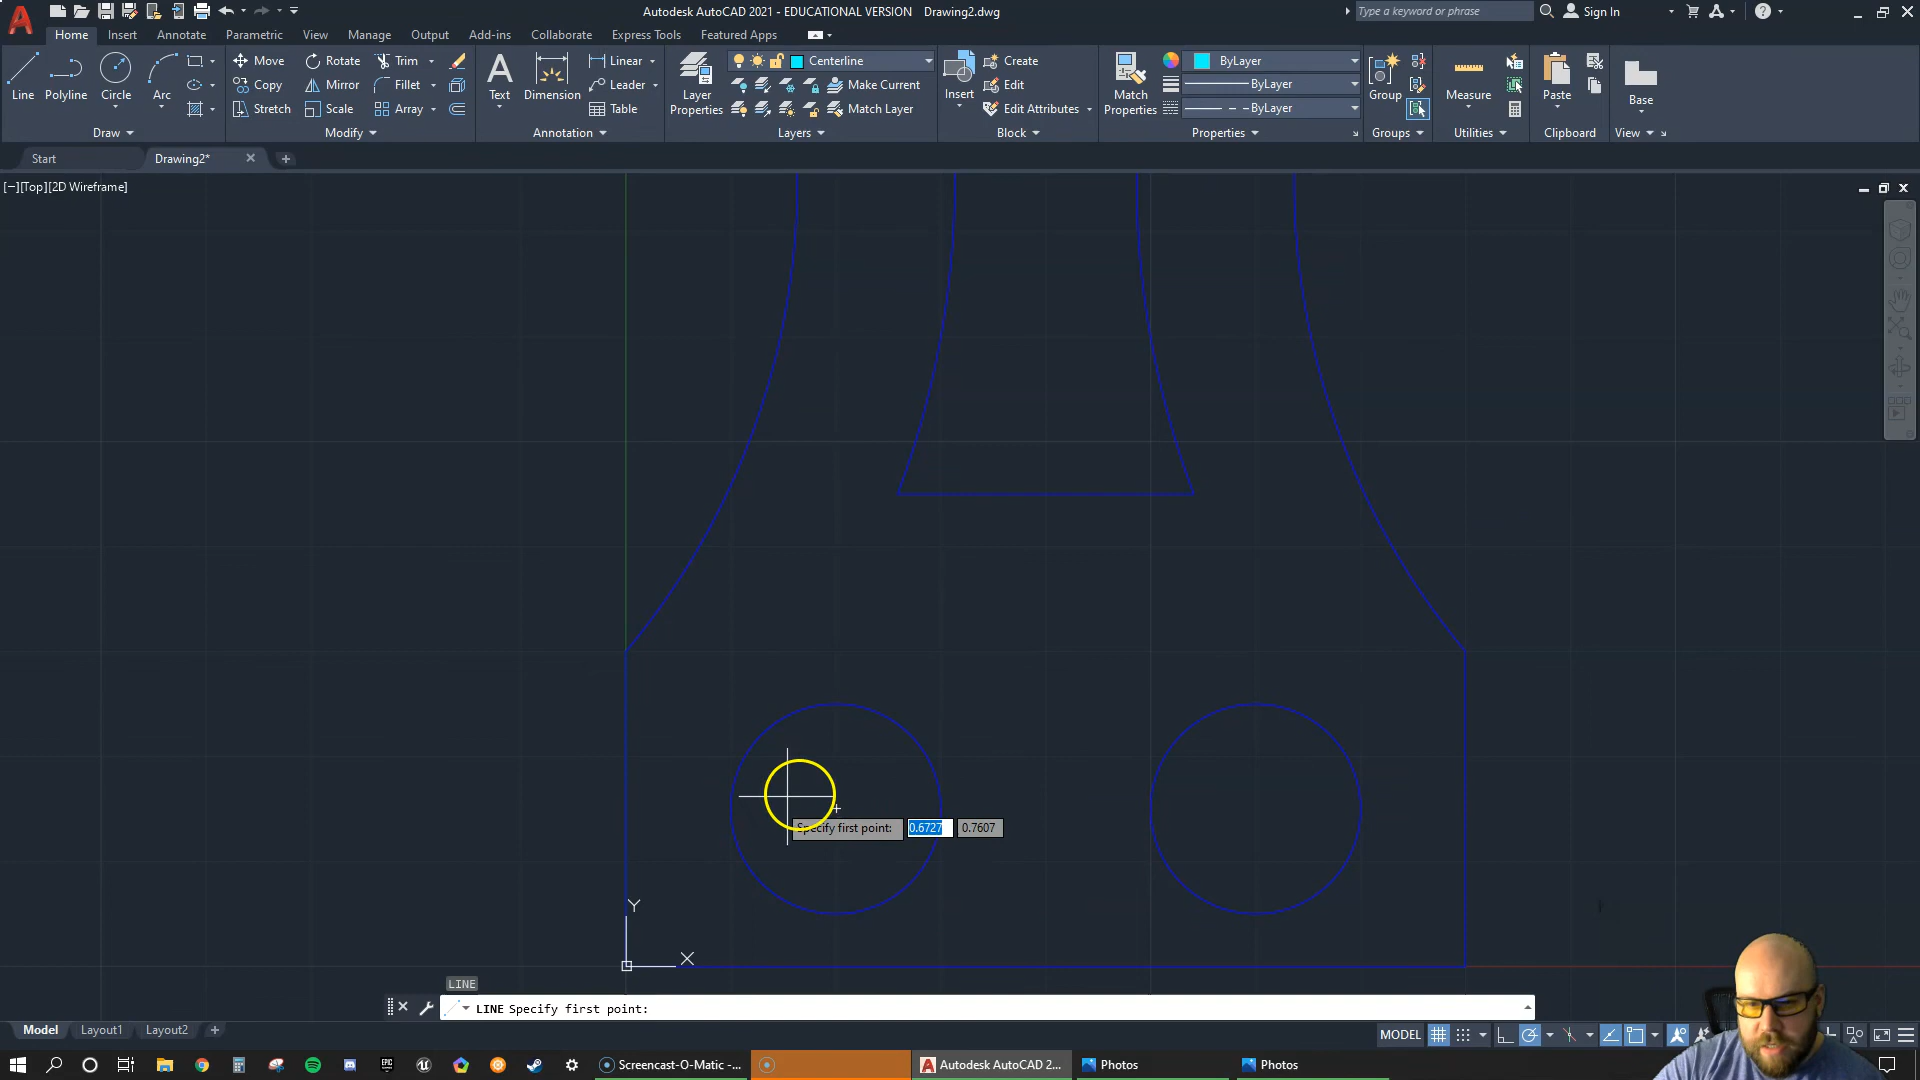 Autodesk AutoCAD 2021 - EDUCATIONAL VERSION Drawing2.dwg
Type a keyword or phrase
Sign In
Home Insert Annotate Parametric View Manage Output Add-ins Collaborate Express Tools Featured Apps
Line Polyline Circle Arc
Move Rotate Trim
Copy Mirror Fillet
Stretch Scale Array
Text Dimension
Linear
Leader
Table
Layer Properties
Centerline
Make Current
Match Layer
Insert
Create
Edit
Edit Attributes
Match Properties
ByLayer
ByLayer
ByLayer
Group
Measure
Paste
Base
Draw Modify Annotation Layers Block Properties Groups Utilities Clipboard View
Start Drawing2*
[−][Top][2D Wireframe]
Specify first point: 0.6727 0.7607
Y
X
LINE
LINE Specify first point:
Model Layout1 Layout2
MODEL
Screencast-O-Matic -... Autodesk AutoCAD 2... Photos Photos